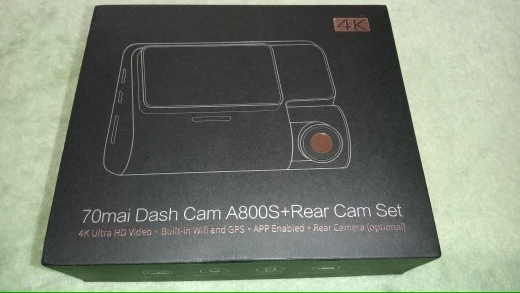 4K
70mai Dash Cam A800S+Rear Cam Set
4K Ultra HD Video • Built-in Wifi and GPS • APP Enabled • Rear Camera (optional)